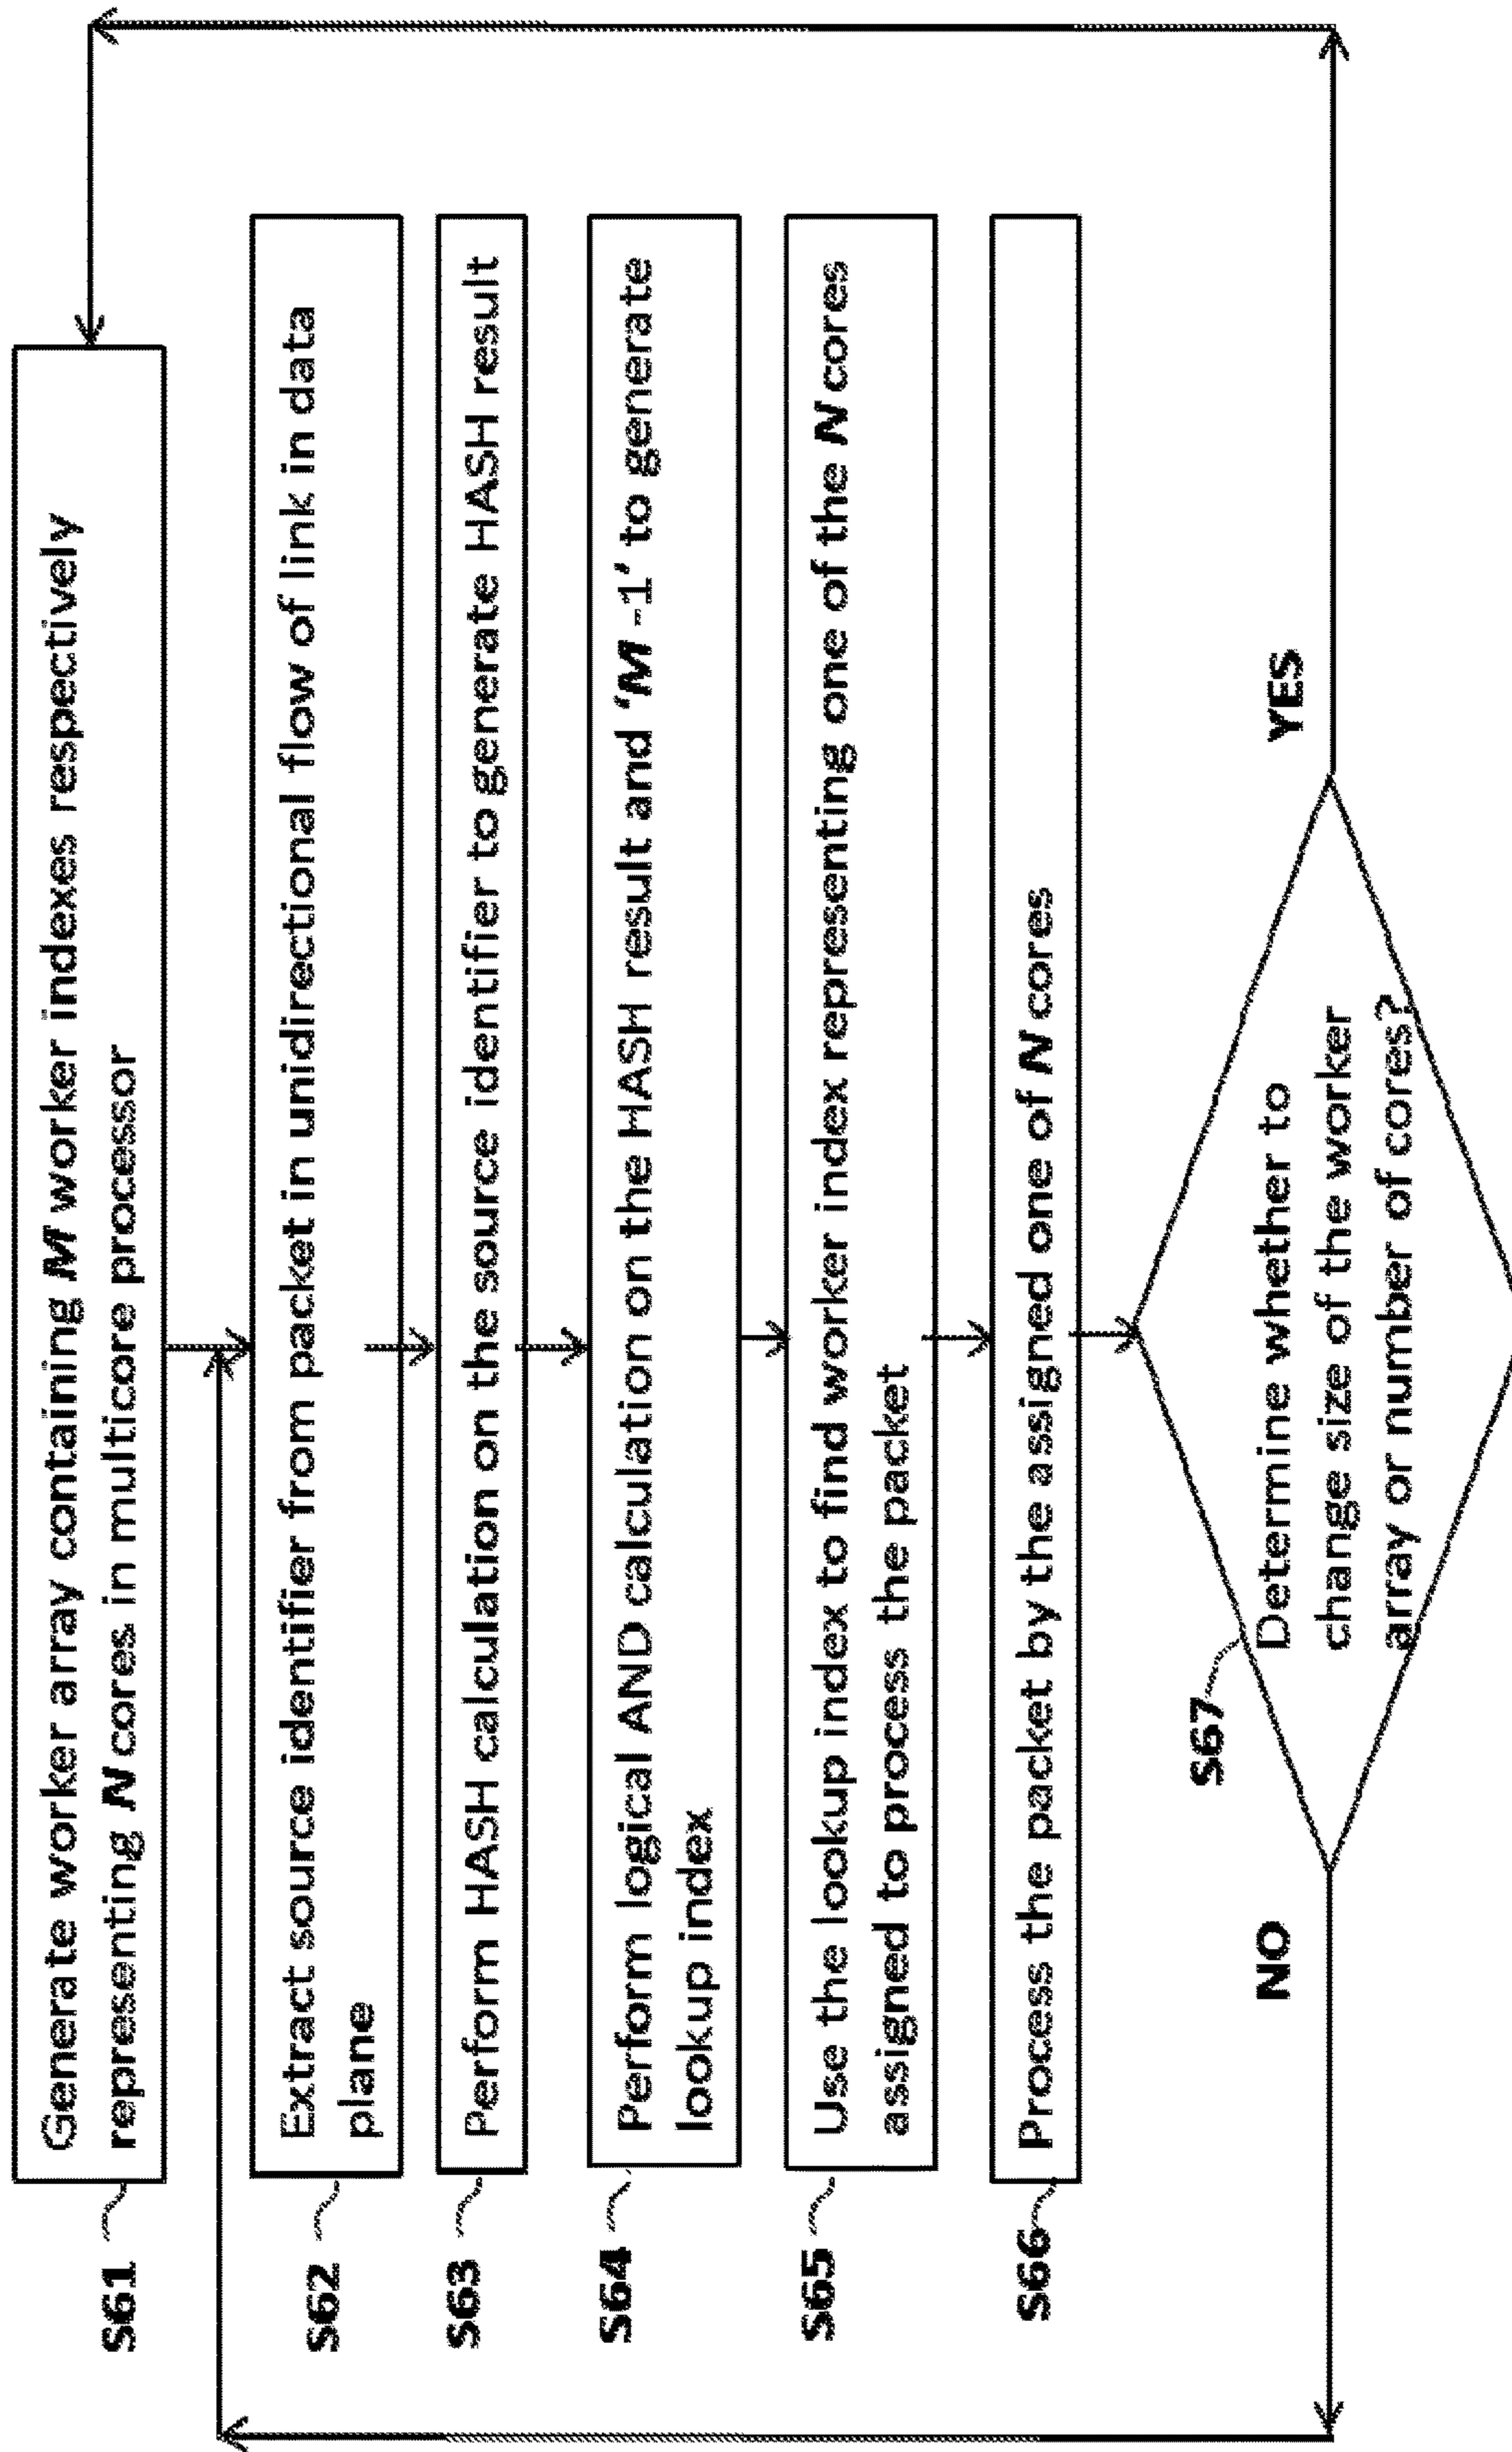 S61
Generate worker array containing M worker indexes respectively
representing N cores in multicore processor
S62
Extract source identifier from packet in unidirectional flow of link in data
plane
S63
Perform HASH calculation on the source identifier to generate HASH result
S64
Perform logical AND calculation on the HASH result and ‘M -1’ to generate
lookup index
S65
Use the lookup index to find worker index representing one of the N cores
assigned to process the packet
S66
Process the packet by the assigned one of N cores
S67
Determine whether to
change size of the worker
array or number of cores?
NO
YES